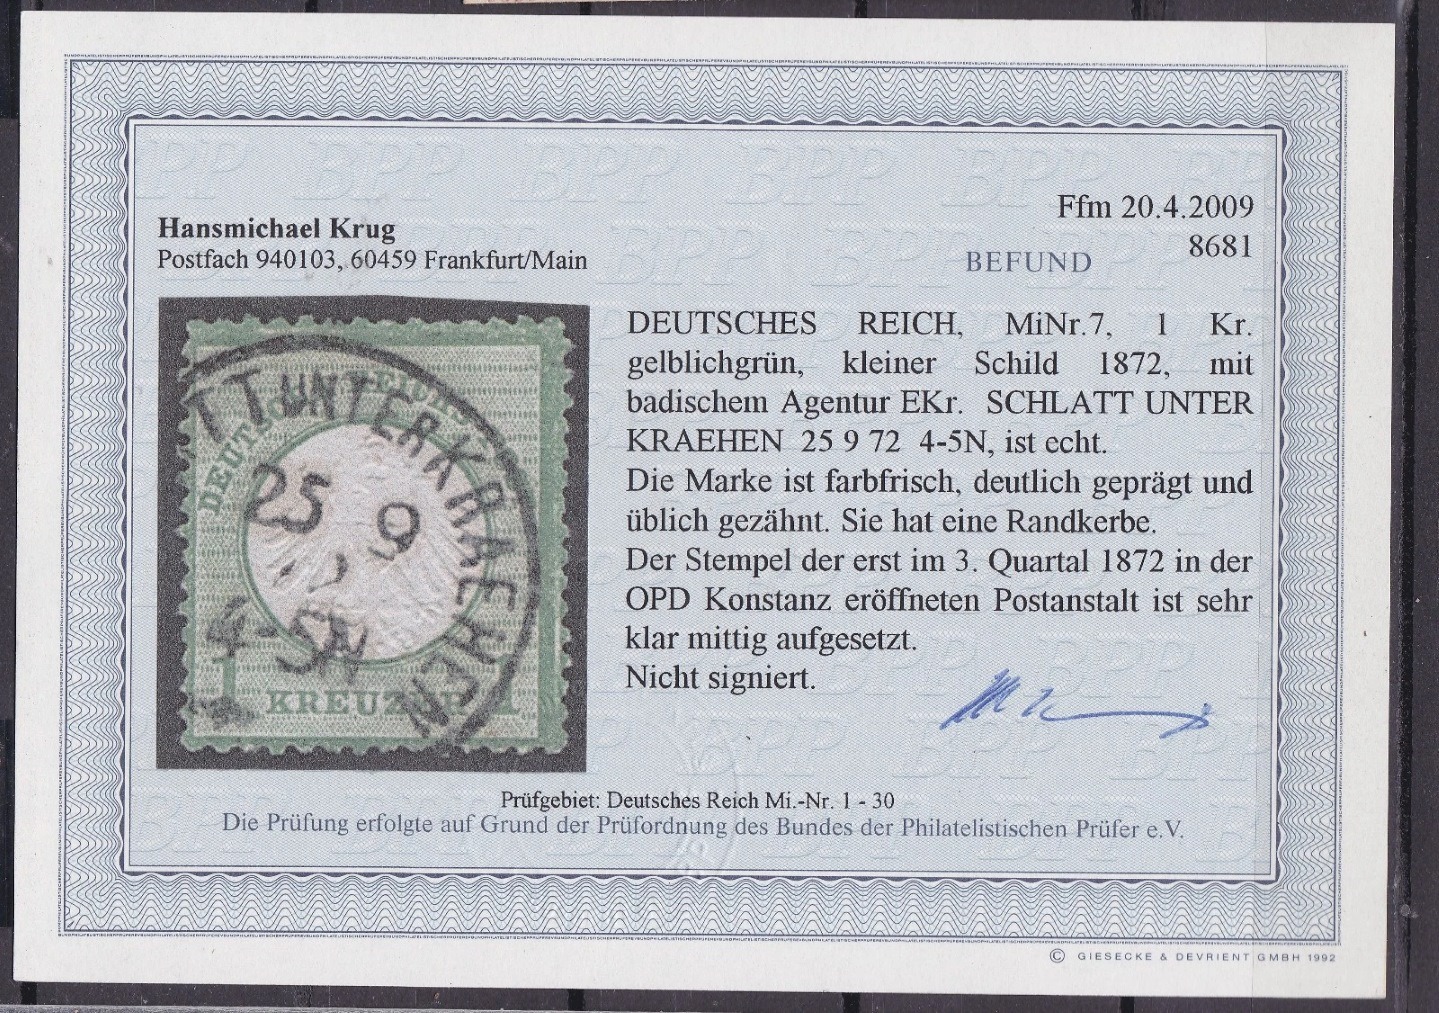 Hansmichael Krug
Postfach 940103, 60459 Frankfurt/Main
Ffm 20.4.2009
8681
BEFUND
DEUTSCHES REICH, MiNr.7, 1 Kr.
gelblichgrün, kleiner Schild 1872, mit
badischem Agentur EKr. SCHLATT UNTER
KRAEHEN 25 9 72 4-5N, ist echt.
Die Marke ist farbfrisch, deutlich geprägt und
üblich gezähnt. Sie hat eine Randkerbe.
Der Stempel der erst im 3. Quartal 1872 in der
OPD Konstanz eröffneten Postanstalt ist sehr
klar mittig aufgesetzt.
Nicht signiert.
TT UNTERKRAEHEN
25 9
4-5N
1 KREUZER 1
Prüfgebiet: Deutsches Reich Mi.-Nr. 1 - 30
Die Prüfung erfolgte auf Grund der Prüfordnung des Bundes der Philatelistischen Prüfer e.V.
© GIESECKE & DEVRIENT GMBH 1992